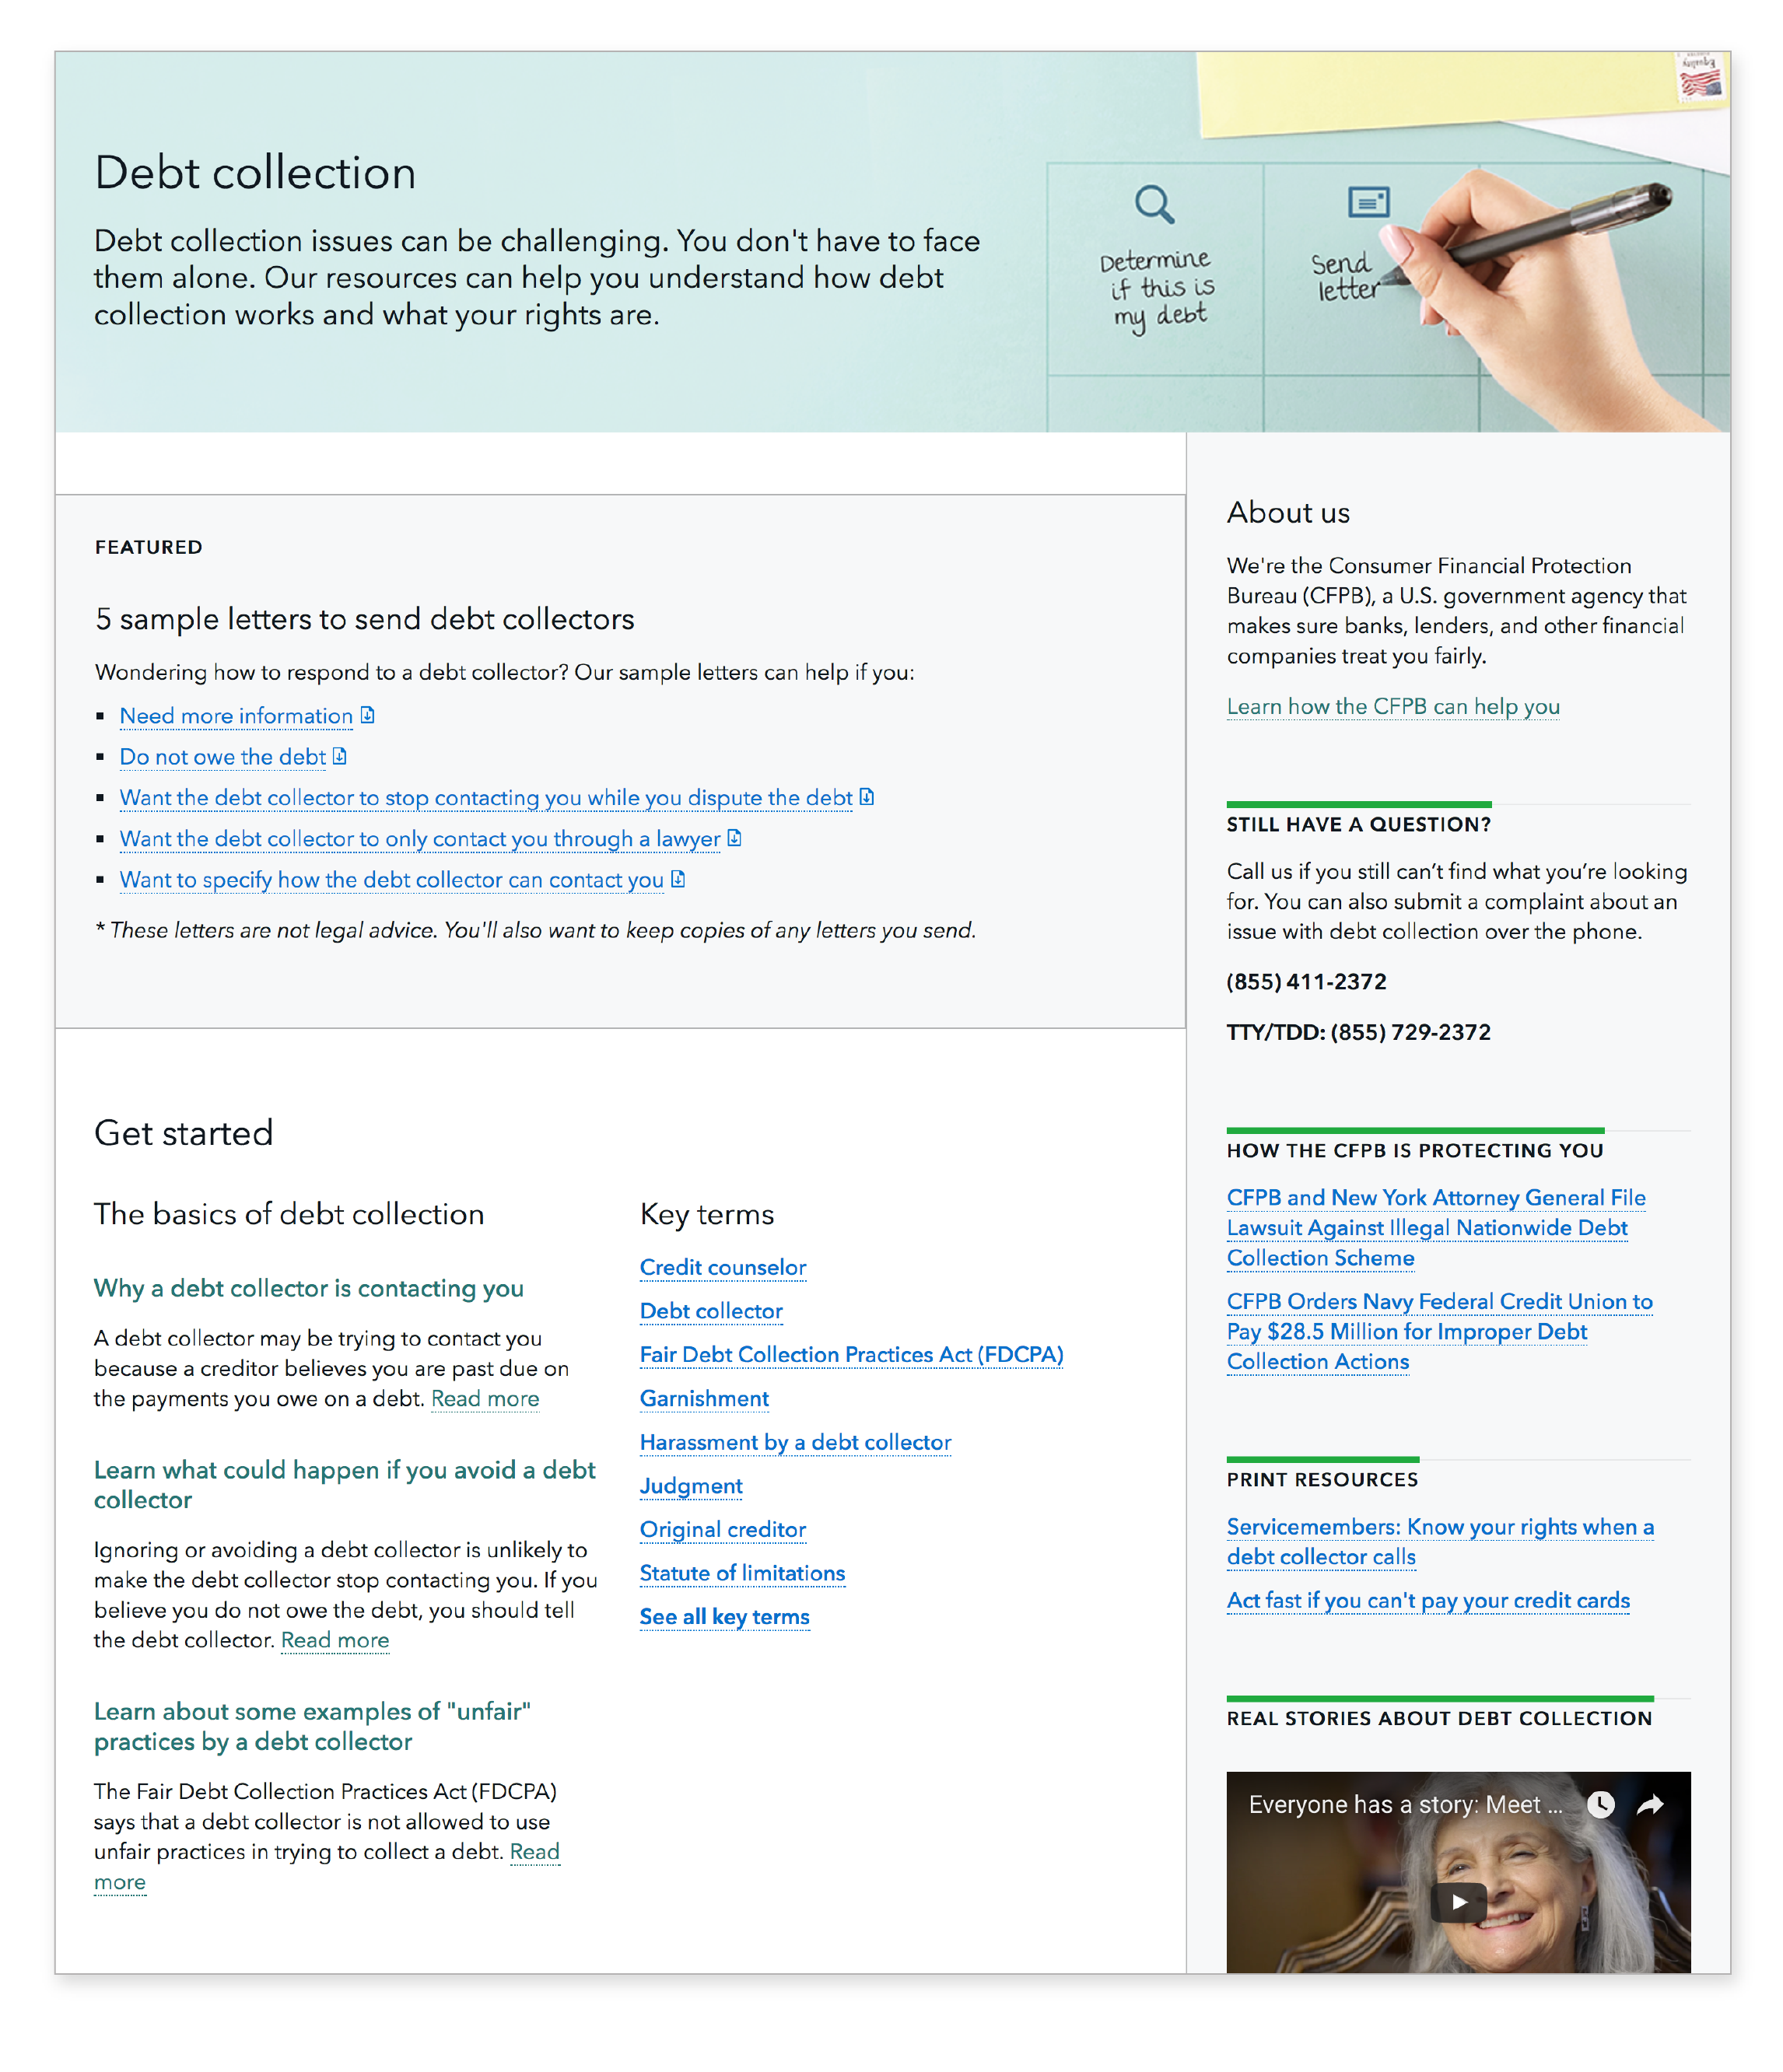 Equality
Debt collection
Debt collection issues can be challenging. You don't have to face
them alone. Our resources can help you understand how debt
collection works and what your rights are.
Determine
if this is
my debt
Send
letter
FEATURED
5 sample letters to send debt collectors
Wondering how to respond to a debt collector? Our sample letters can help if you:
Need more information
Do not owe the debt
Want the debt collector to stop contacting you while you dispute the debt
Want the debt collector to only contact you through a lawyer
Want to specify how the debt collector can contact you
* These letters are not legal advice. You'll also want to keep copies of any letters you send.
Get started
The basics of debt collection
Why a debt collector is contacting you
A debt collector may be trying to contact you
because a creditor believes you are past due on
the payments you owe on a debt. Read more
Learn what could happen if you avoid a debt
collector
Ignoring or avoiding a debt collector is unlikely to
make the debt collector stop contacting you. If you
believe you do not owe the debt, you should tell
the debt collector. Read more
Learn about some examples of "unfair"
practices by a debt collector
The Fair Debt Collection Practices Act (FDCPA)
says that a debt collector is not allowed to use
unfair practices in trying to collect a debt. Read
more
Key terms
Credit counselor
Debt collector
Fair Debt Collection Practices Act (FDCPA)
Garnishment
Harassment by a debt collector
Judgment
Original creditor
Statute of limitations
See all key terms
About us
We're the Consumer Financial Protection
Bureau (CFPB), a U.S. government agency that
makes sure banks, lenders, and other financial
companies treat you fairly.
Learn how the CFPB can help you
STILL HAVE A QUESTION?
Call us if you still can’t find what you’re looking
for. You can also submit a complaint about an
issue with debt collection over the phone.
(855) 411-2372
TTY/TDD: (855) 729-2372
HOW THE CFPB IS PROTECTING YOU
CFPB and New York Attorney General File
Lawsuit Against Illegal Nationwide Debt
Collection Scheme
CFPB Orders Navy Federal Credit Union to
Pay $28.5 Million for Improper Debt
Collection Actions
PRINT RESOURCES
Servicemembers: Know your rights when a
debt collector calls
Act fast if you can't pay your credit cards
REAL STORIES ABOUT DEBT COLLECTION
Everyone has a story: Meet ...